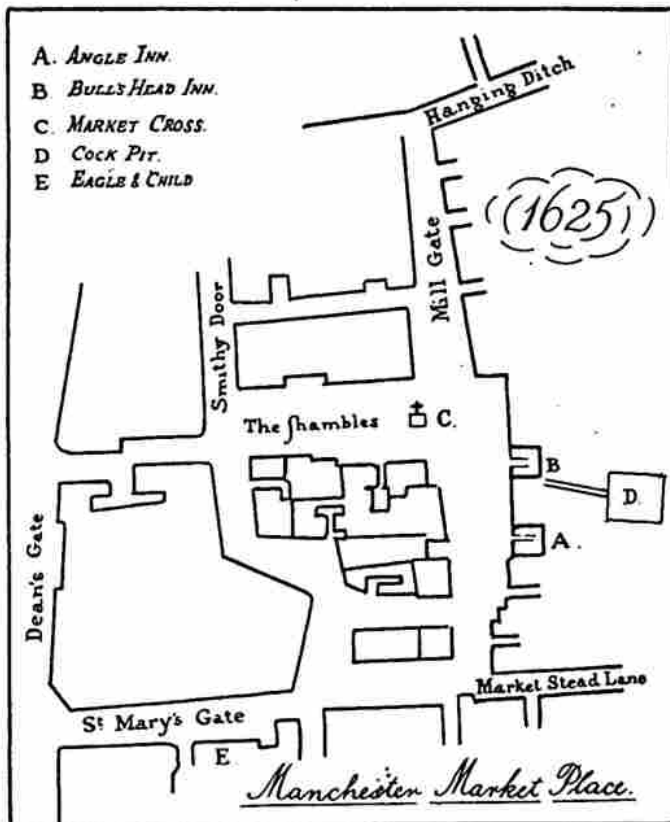 A. ANGLE INN.
B BULL'S HEAD INN.
C MARKET CROSS.
D COCK PIT.
E EAGLE & CHILD
Hanging Ditch
1625
Mill Gate
Smithy Door
The Shambles
C.
B
D.
A.
Dean's Gate
Market Stead Lane
St Mary's Gate
E
Manchester Market Place.